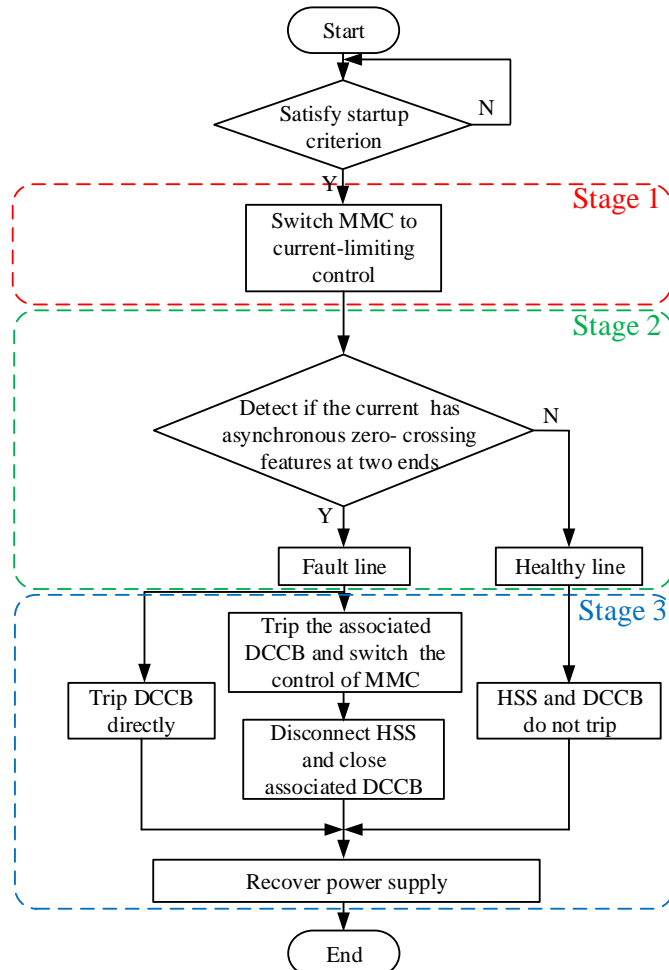 Start
Satisfy startup
criterion
N
Y
Stage 1
Switch MMC to
current-limiting
control
Stage 2
Detect if the current has
asynchronous zero- crossing
features at two ends
N
Y
Fault line
Healthy line
Stage 3
Trip the associated
DCCB and switch the
control of MMC
Trip DCCB
directly
HSS and DCCB
do not trip
Disconnect HSS
and close
associated DCCB
Recover power supply
End